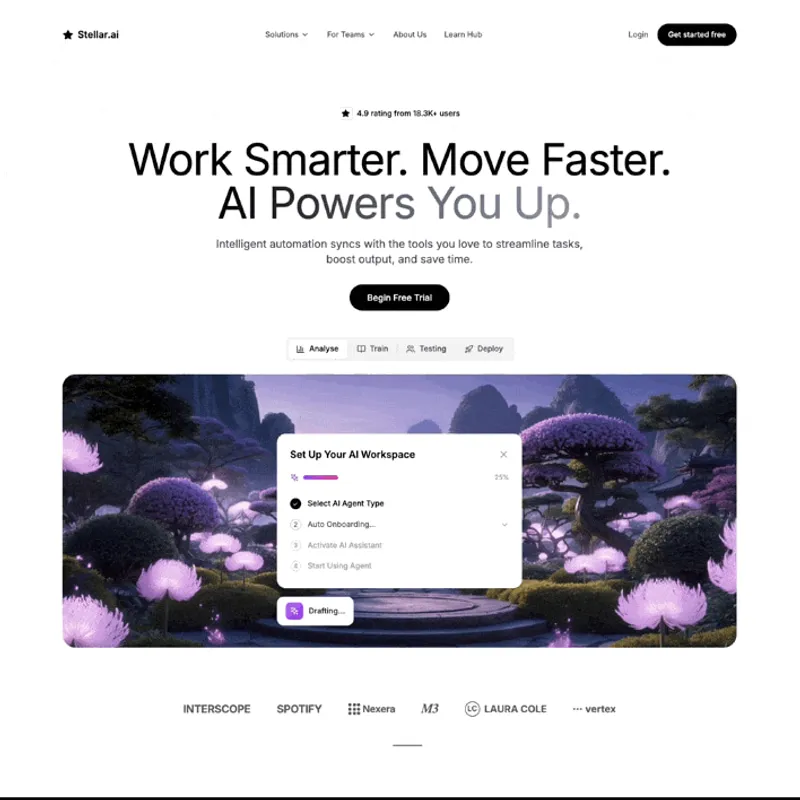 Stellar.ai
Solutions
For Teams
About Us
Learn Hub
Login
Get started free
4.9 rating from 18.3K+ users
Work Smarter. Move Faster.
AI Powers You Up.
Intelligent automation syncs with the tools you love to streamline tasks,
boost output, and save time.
Begin Free Trial
Analyse
Train
Testing
Deploy
Set Up Your AI Workspace
25%
Select AI Agent Type
2 Auto Onboarding...
3 Activate AI Assistant
4 Start Using Agent
Drafting...
INTERSCOPE
SPOTIFY
Nexera
M3
LC LAURA COLE
vertex